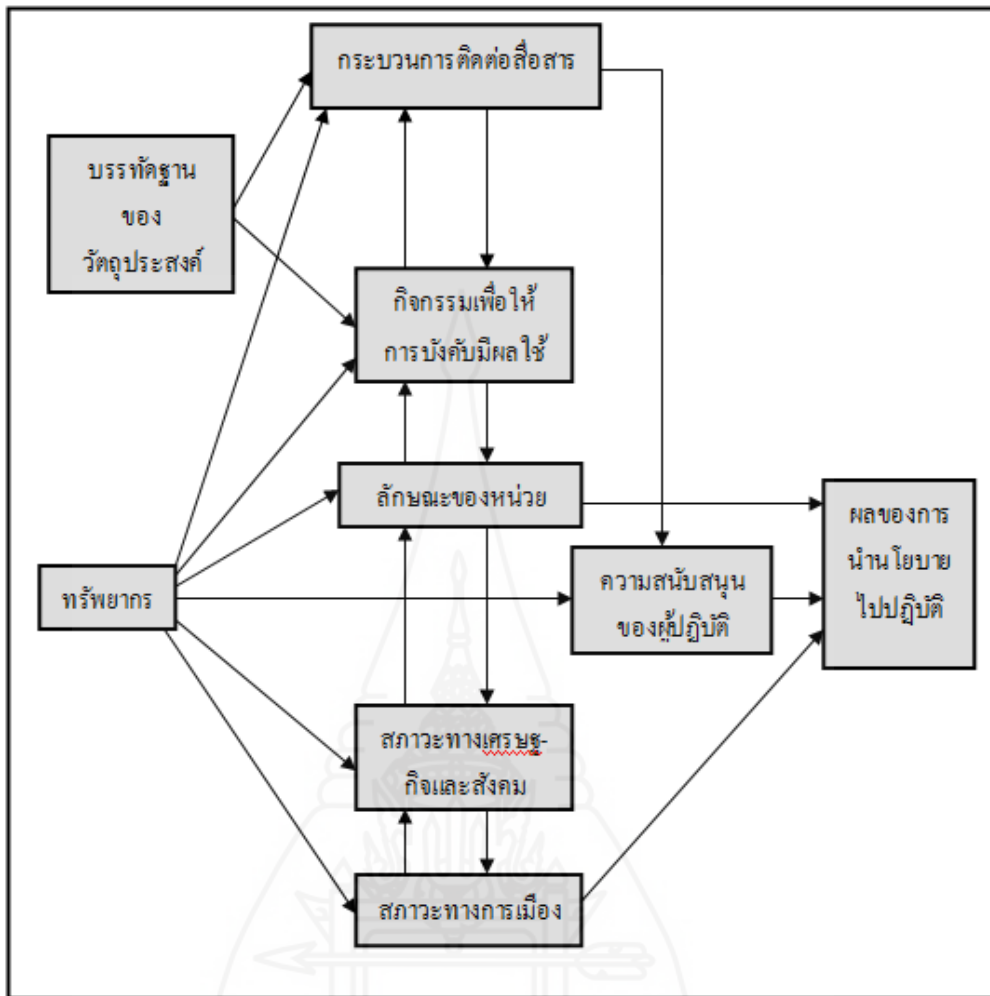 กระบวนการติดต่อสื่อสาร
บรรทัดฐาน
ของ
วัตถุประสงค์
กิจกรรมเพื่อให้
การบังคับมีผลใช้
ลักษณะของหน่วย
ผลของการ
นำนโยบาย
ไปปฏิบัติ
ทรัพยากร
ความสนับสนุน
ของผู้ปฏิบัติ
สภาวะทางเศรษฐ-
กิจและสังคม
สภาวะทางการเมือง